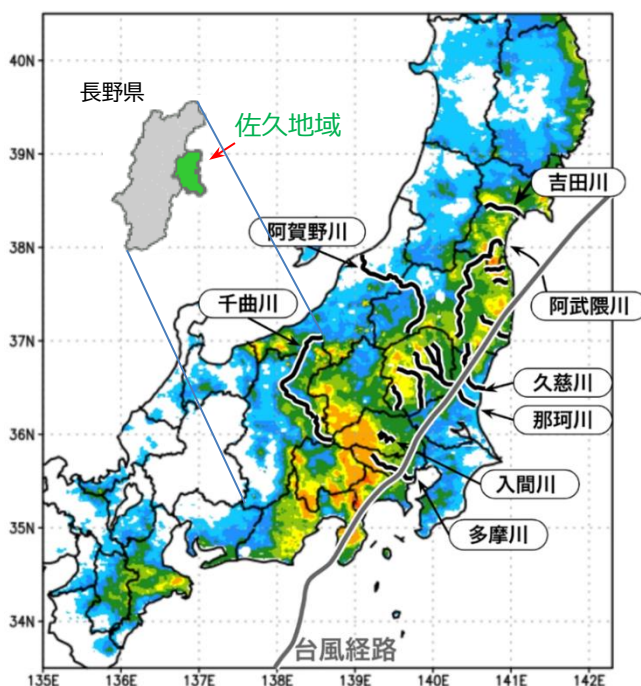 長野県
佐久地域
吉田川
阿賀野川
千曲川
阿武隈川
久慈川
那珂川
入間川
多摩川
台風経路
40N
39N
38N
37N
36N
35N
34N
135E
136E
137E
138E
139E
140E
141E
142E